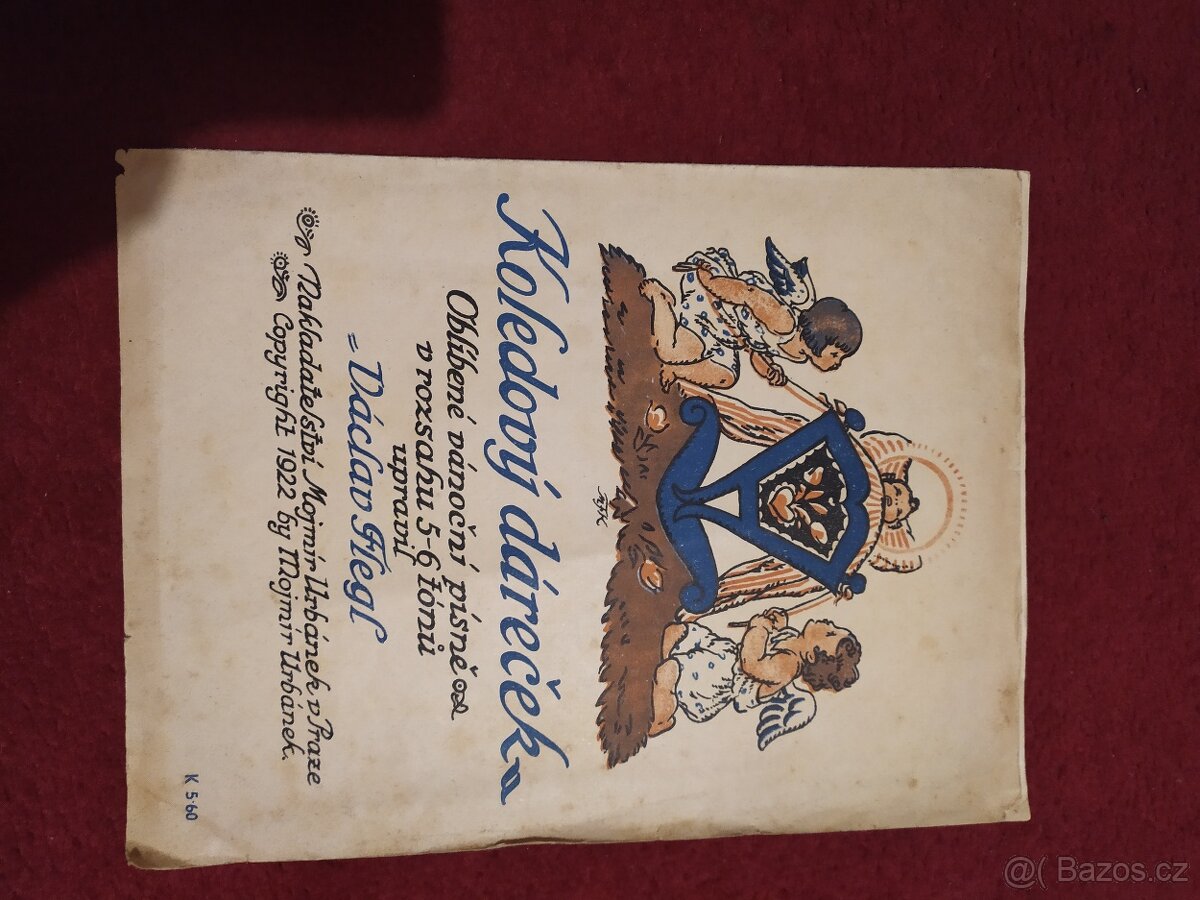 Koledový dáreček
Oblíbené vánoční písně
v rozsahu 5-6 tónů
upravil
= Václav Flegl
Nakladatelství Mojmír Urbánek v Praze
Copyright 1922 by Mojmír Urbánek.
K 5·60
@( Bazos.cz